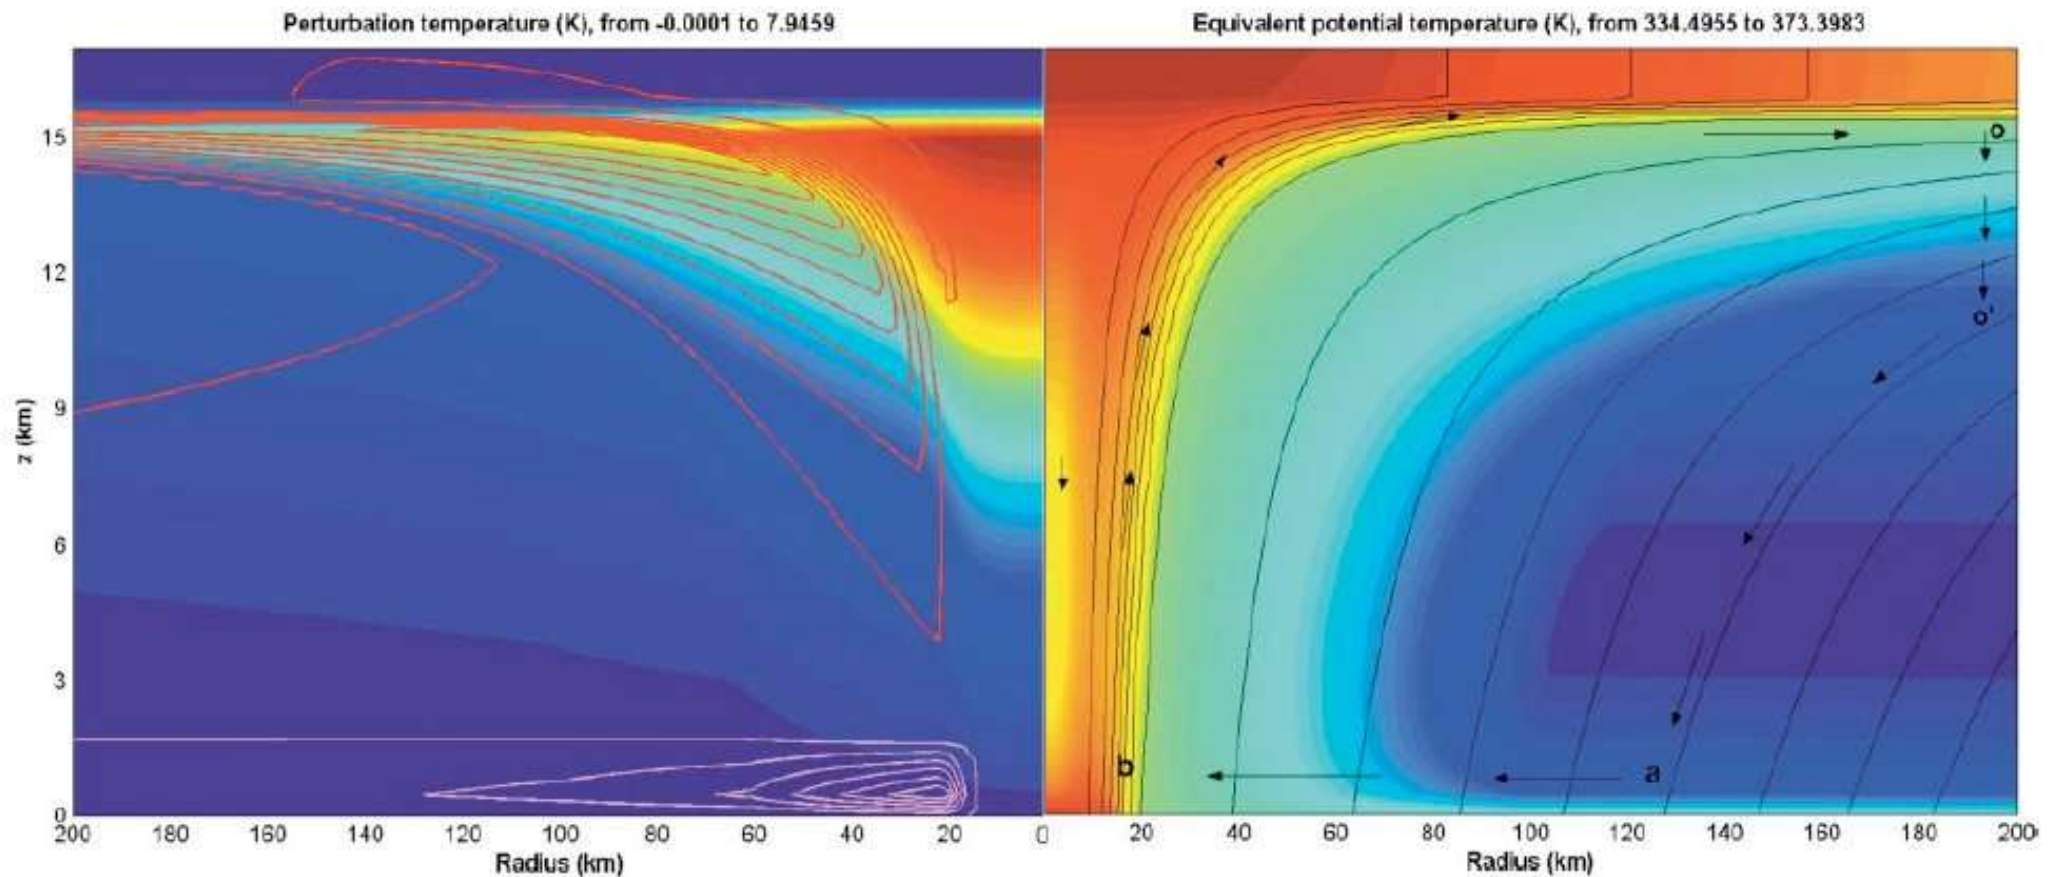 Perturbation temperature (K), from -0.0001 to 7.9459
Equivalent potential temperature (K), from 334.4955 to 373.3983
15
12
9
6
3
0
z (km)
200 180 160 140 120 100 80 60 40 20 0
Radius (km)
o
o'
b
a
20 40 60 80 100 120 140 160 180 200
Radius (km)